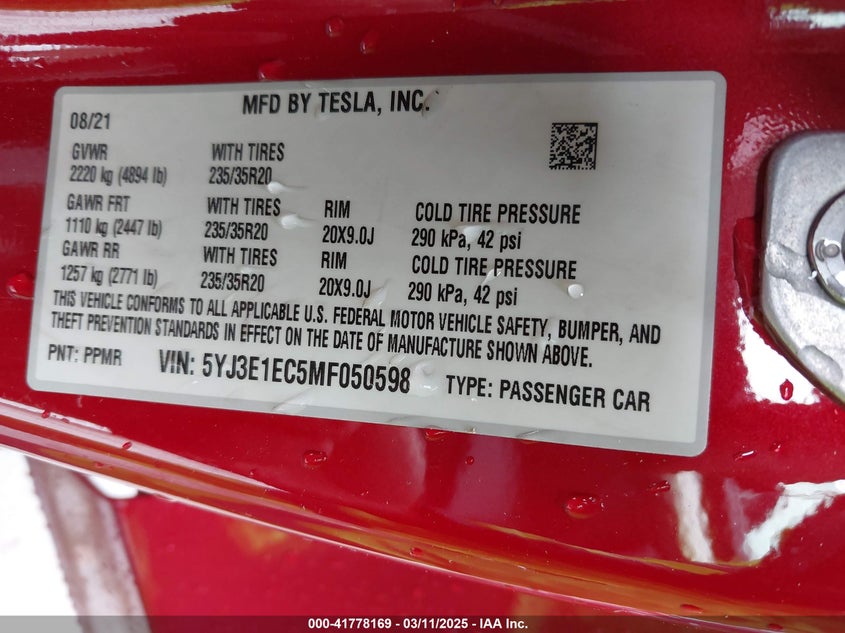 MFD BY TESLA, INC.
08/21
GVWR WITH TIRES
2220 kg (4894 lb) 235/35R20
GAWR FRT WITH TIRES RIM COLD TIRE PRESSURE
1110 kg (2447 lb) 235/35R20 20X9.0J 290 kPa, 42 psi
GAWR RR WITH TIRES RIM COLD TIRE PRESSURE
1257 kg (2771 lb) 235/35R20 20X9.0J 290 kPa, 42 psi
THIS VEHICLE CONFORMS TO ALL APPLICABLE U.S. FEDERAL MOTOR VEHICLE SAFETY, BUMPER, AND
THEFT PREVENTION STANDARDS IN EFFECT ON THE DATE OF MANUFACTURE SHOWN ABOVE.
PNT: PPMR VIN: 5YJ3E1EC5MF050598 TYPE: PASSENGER CAR
000-41778169 - 03/11/2025 - IAA Inc.